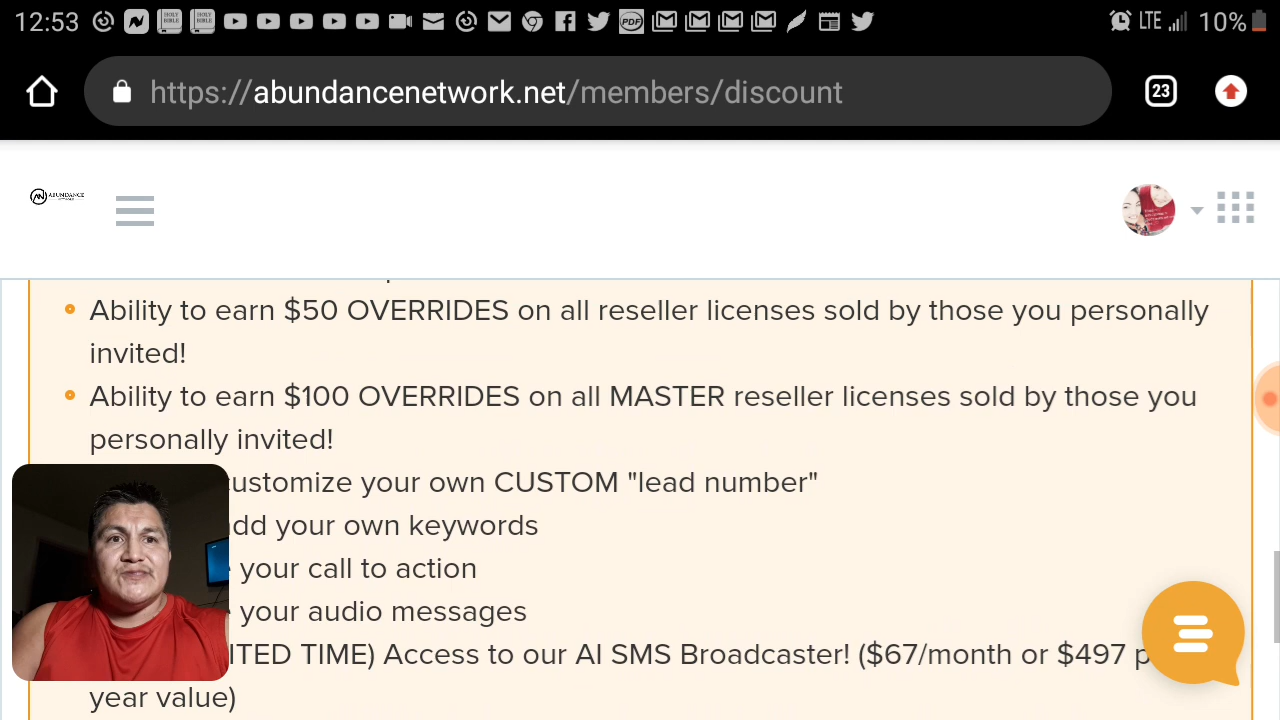 12:53
LTE
10%
https://abundancenetwork.net/members/discount
23
ABUNDANCE
Ability to earn $50 OVERRIDES on all reseller licenses sold by those you personally
invited!
Ability to earn $100 OVERRIDES on all MASTER reseller licenses sold by those you
personally invited!
customize your own CUSTOM "lead number"
add your own keywords
your call to action
your audio messages
ITED TIME) Access to our AI SMS Broadcaster! ($67/month or $497 p
year value)